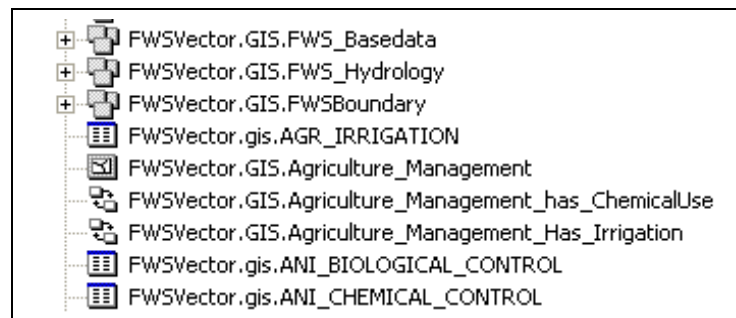 FWSVector.GIS.FWS_Basedata
FWSVector.GIS.FWS_Hydrology
FWSVector.GIS.FWSBoundary
FWSVector.gis.AGR_IRRIGATION
FWSVector.GIS.Agriculture_Management
FWSVector.GIS.Agriculture_Management_has_ChemicalUse
FWSVector.GIS.Agriculture_Management_Has_Irrigation
FWSVector.gis.ANI_BIOLOGICAL_CONTROL
FWSVector.gis.ANI_CHEMICAL_CONTROL